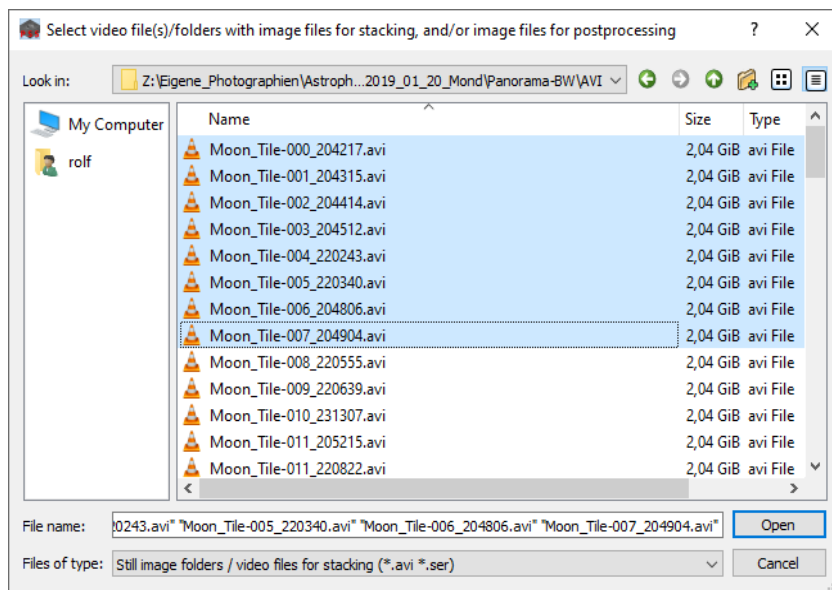 Select video file(s)/folders with image files for stacking, and/or image files for postprocessing
Look in: Z:\Eigene_Photographien\Astroph...2019_01_20_Mond\Panorama-BW\AVI
My Computer
rolf
Name Size Type
Moon_Tile-000_204217.avi 2,04 GiB avi File
Moon_Tile-001_204315.avi 2,04 GiB avi File
Moon_Tile-002_204414.avi 2,04 GiB avi File
Moon_Tile-003_204512.avi 2,04 GiB avi File
Moon_Tile-004_220243.avi 2,04 GiB avi File
Moon_Tile-005_220340.avi 2,04 GiB avi File
Moon_Tile-006_204806.avi 2,04 GiB avi File
Moon_Tile-007_204904.avi 2,04 GiB avi File
Moon_Tile-008_220555.avi 2,04 GiB avi File
Moon_Tile-009_220639.avi 2,04 GiB avi File
Moon_Tile-010_231307.avi 2,04 GiB avi File
Moon_Tile-011_205215.avi 2,04 GiB avi File
Moon_Tile-011_220822.avi 2,04 GiB avi File
File name: 20243.avi" "Moon_Tile-005_220340.avi" "Moon_Tile-006_204806.avi" "Moon_Tile-007_204904.avi" Open
Files of type: Still image folders / video files for stacking (*.avi *.ser) Cancel